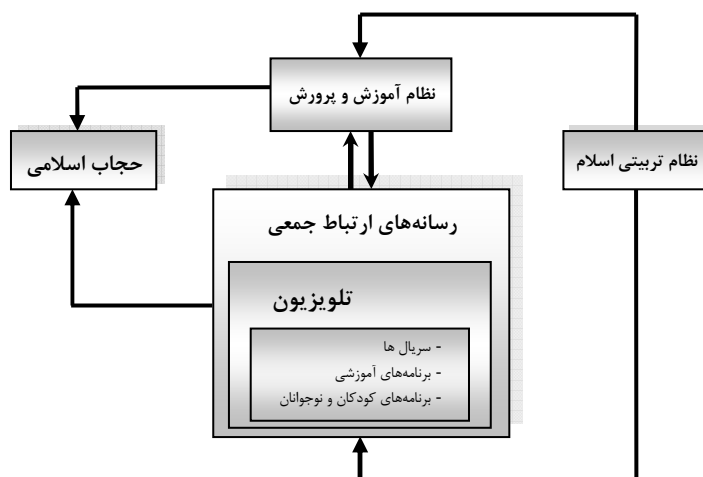 نظام آموزش و پرورش
نظام تربیتی اسلام
حجاب اسلامی
رسانه‌های ارتباط جمعی
تلویزیون
- سریال ها
- برنامه‌های آموزشی
- برنامه‌های کودکان و نوجوانان